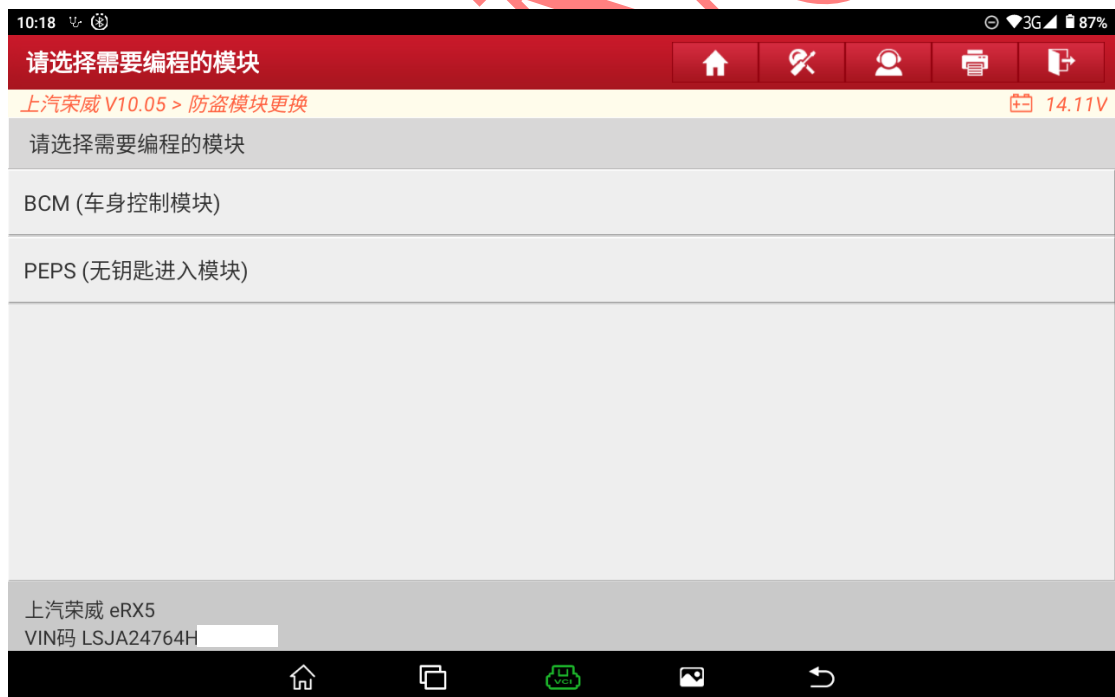 10:18 3G 87%
请选择需要编程的模块
上汽荣威 V10.05 > 防盗模块更换 14.11V
请选择需要编程的模块
BCM (车身控制模块)
PEPS (无钥匙进入模块)
上汽荣威 eRX5
VIN码 LSJA24764H
VCI